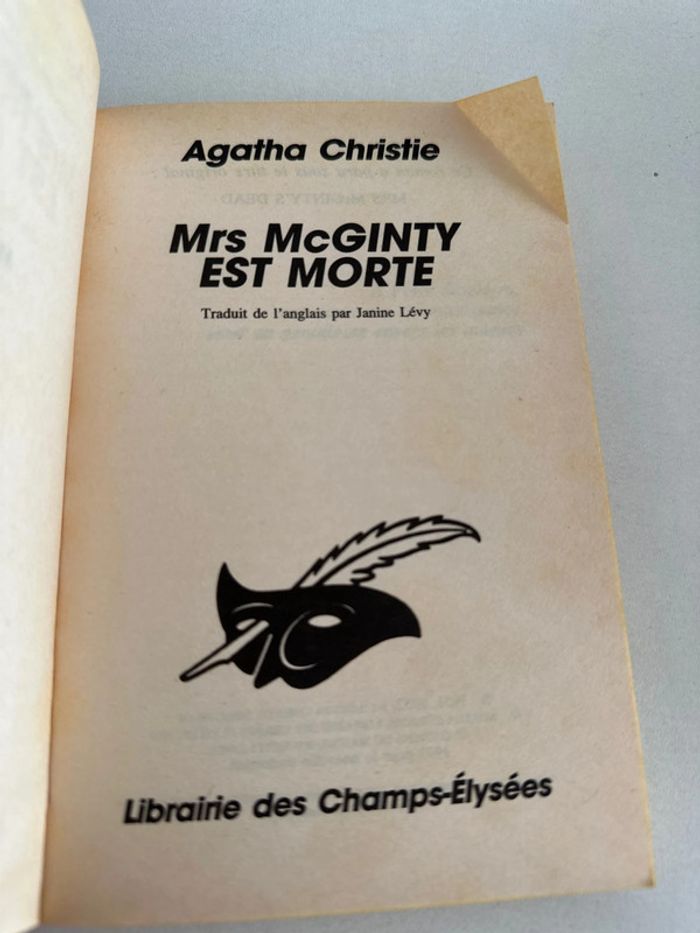 Agatha Christie
Mrs McGINTY
EST MORTE
Traduit de l'anglais par Janine Lévy
Librairie des Champs-Élysées